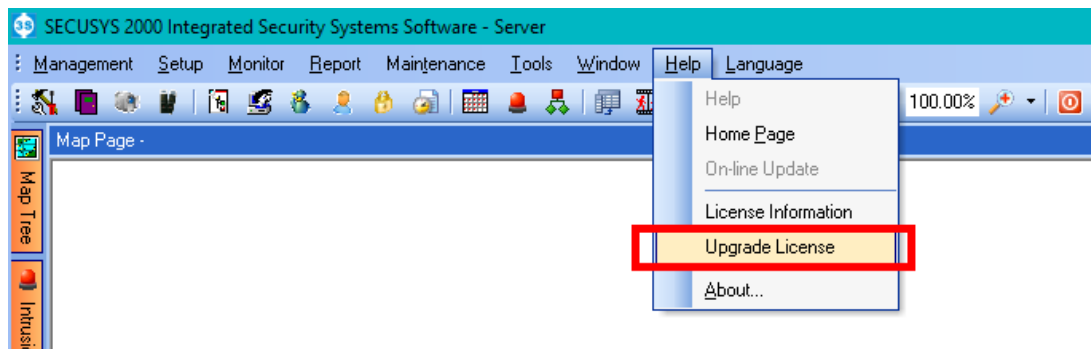 SECUSYS 2000 Integrated Security Systems Software - Server
Management Setup Monitor Report Maintenance Tools Window Help Language
100.00%
Map Page -
Map Tree
Help
Home Page
On-line Update
License Information
Upgrade License
About...